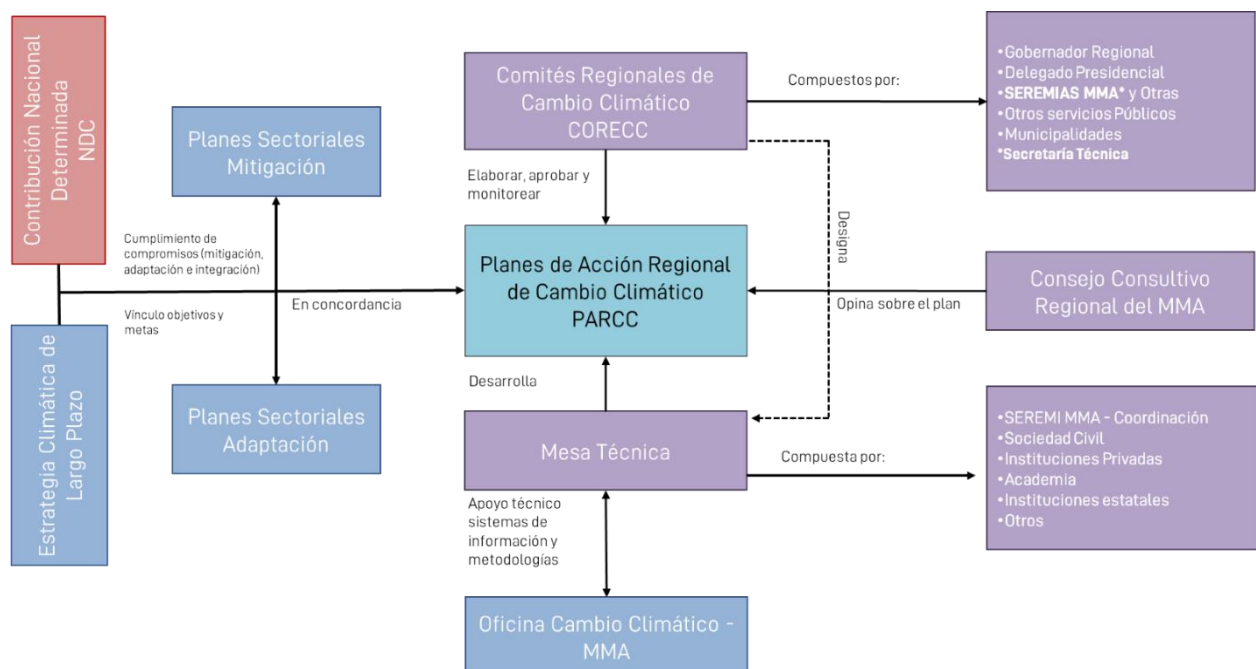 Contribución Nacional
Determinada
NDC
Estrategia Climática de
Largo Plazo
Planes Sectoriales
Mitigación
Cumplimiento de
compromisos (mitigación,
adaptación e integración)
Vínculo objetivos y
metas
En concordancia
Planes Sectoriales
Adaptación
Comités Regionales de
Cambio Climático
CORECC
Elaborar, aprobar y
monitorear
Planes de Acción Regional
de Cambio Climático
PARCC
Desarrolla
Mesa Técnica
Apoyo técnico
sistemas de
información y
metodologías
Oficina Cambio Climático -
MMA
Compuestos por:
•Gobernador Regional
•Delegado Presidencial
•SEREMIAS MMA* y Otras
•Otros servicios Públicos
•Municipalidades
*Secretaría Técnica
Designa
Opina sobre el plan
Consejo Consultivo
Regional del MMA
Compuesta por:
•SEREMI MMA - Coordinación
•Sociedad Civil
•Instituciones Privadas
•Academia
•Instituciones estatales
•Otros